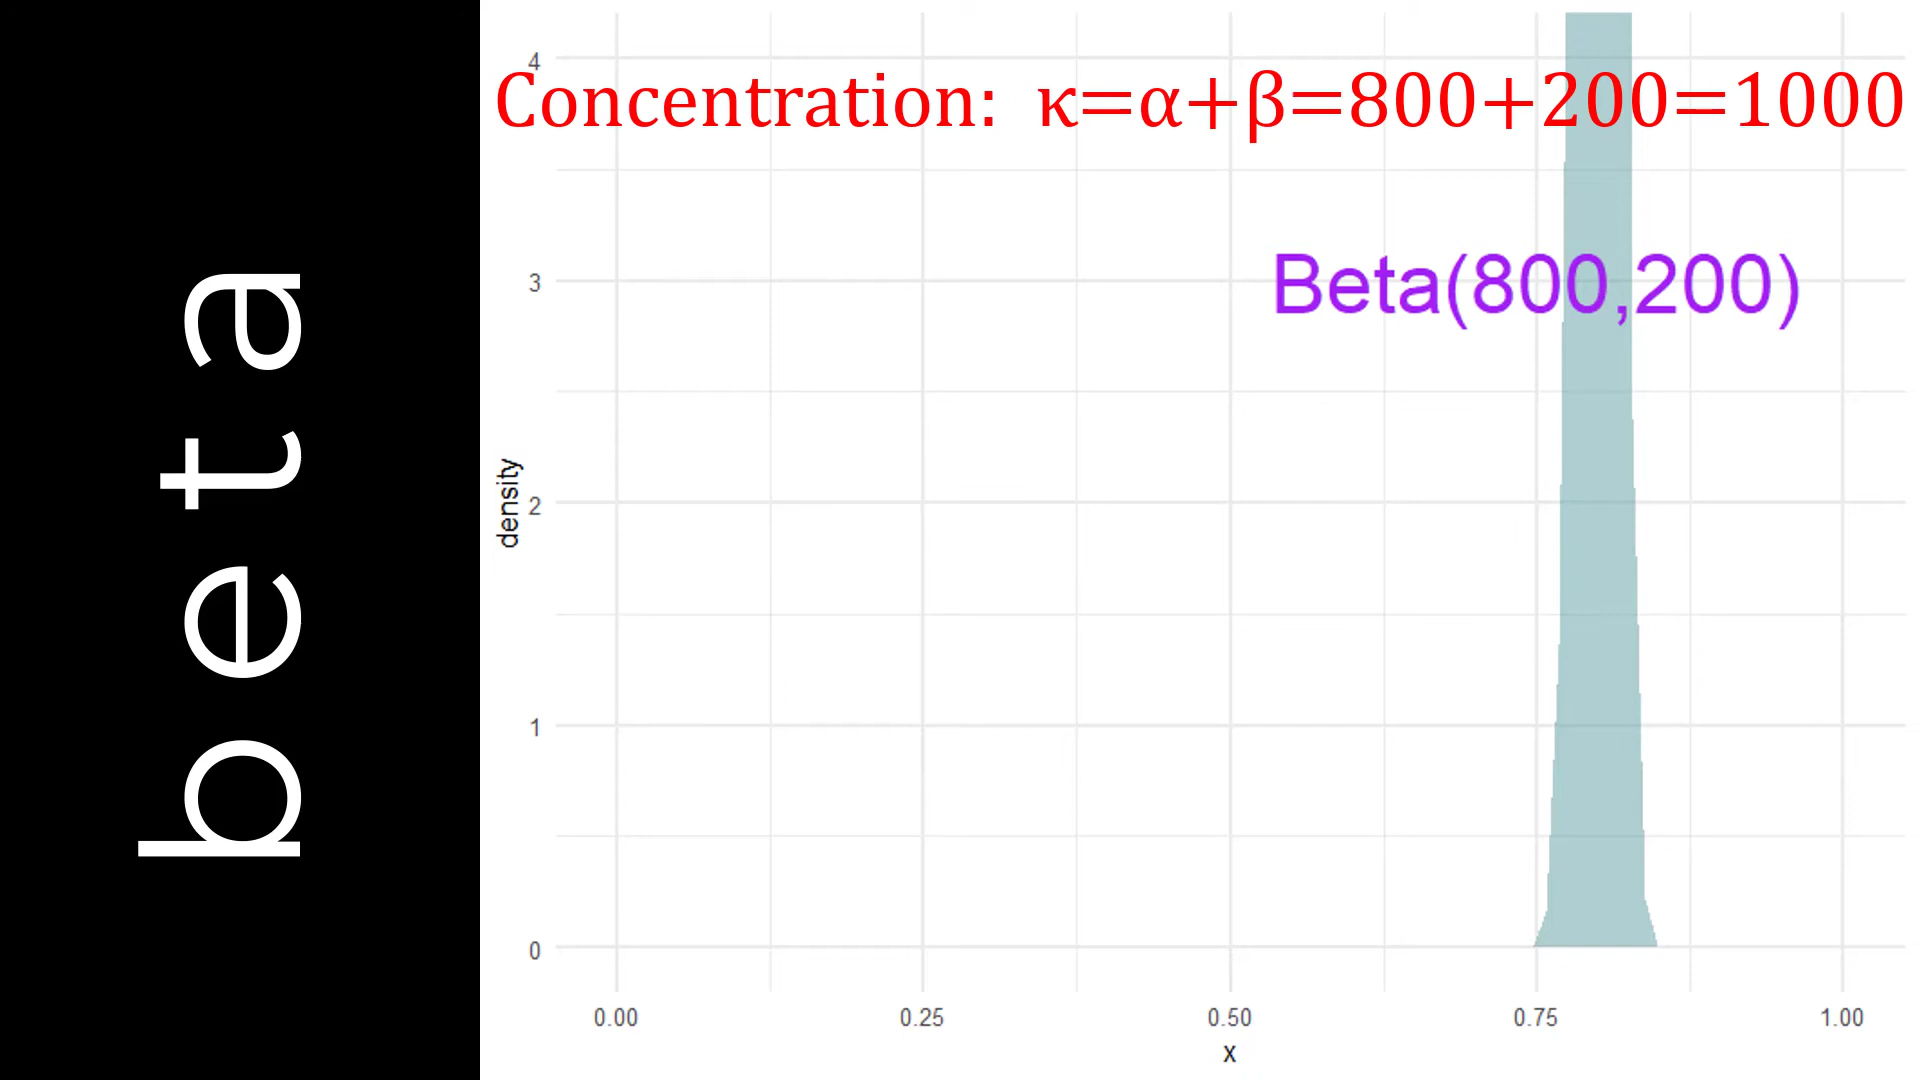 beta
Concentration: κ=α+β=800+200=1000
Beta(800,200)
density
4
3
2
1
0
0.00 0.25 0.50 0.75 1.00
x